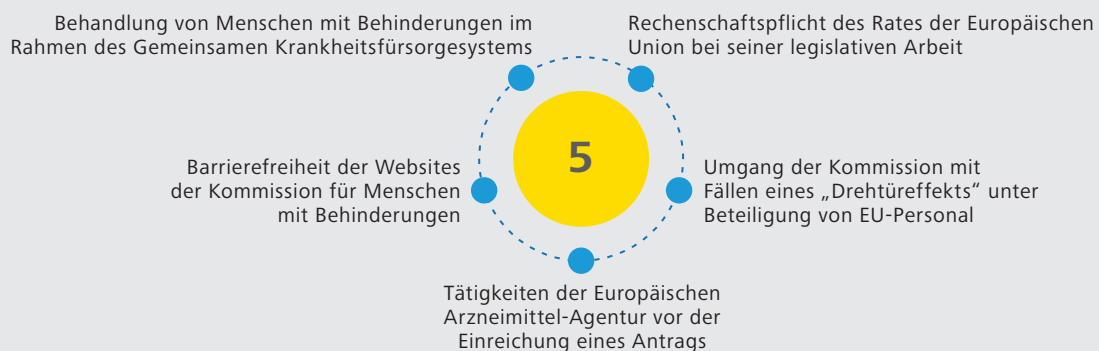 Behandlung von Menschen mit Behinderungen im
Rahmen des Gemeinsamen Krankheitsfürsorgesystems
Rechenschaftspflicht des Rates der Europäischen
Union bei seiner legislativen Arbeit
5
Barrierefreiheit der Websites
der Kommission für Menschen
mit Behinderungen
Umgang der Kommission mit
Fällen eines „Drehtüreffekts“ unter
Beteiligung von EU-Personal
Tätigkeiten der Europäischen
Arzneimittel-Agentur vor der
Einreichung eines Antrags